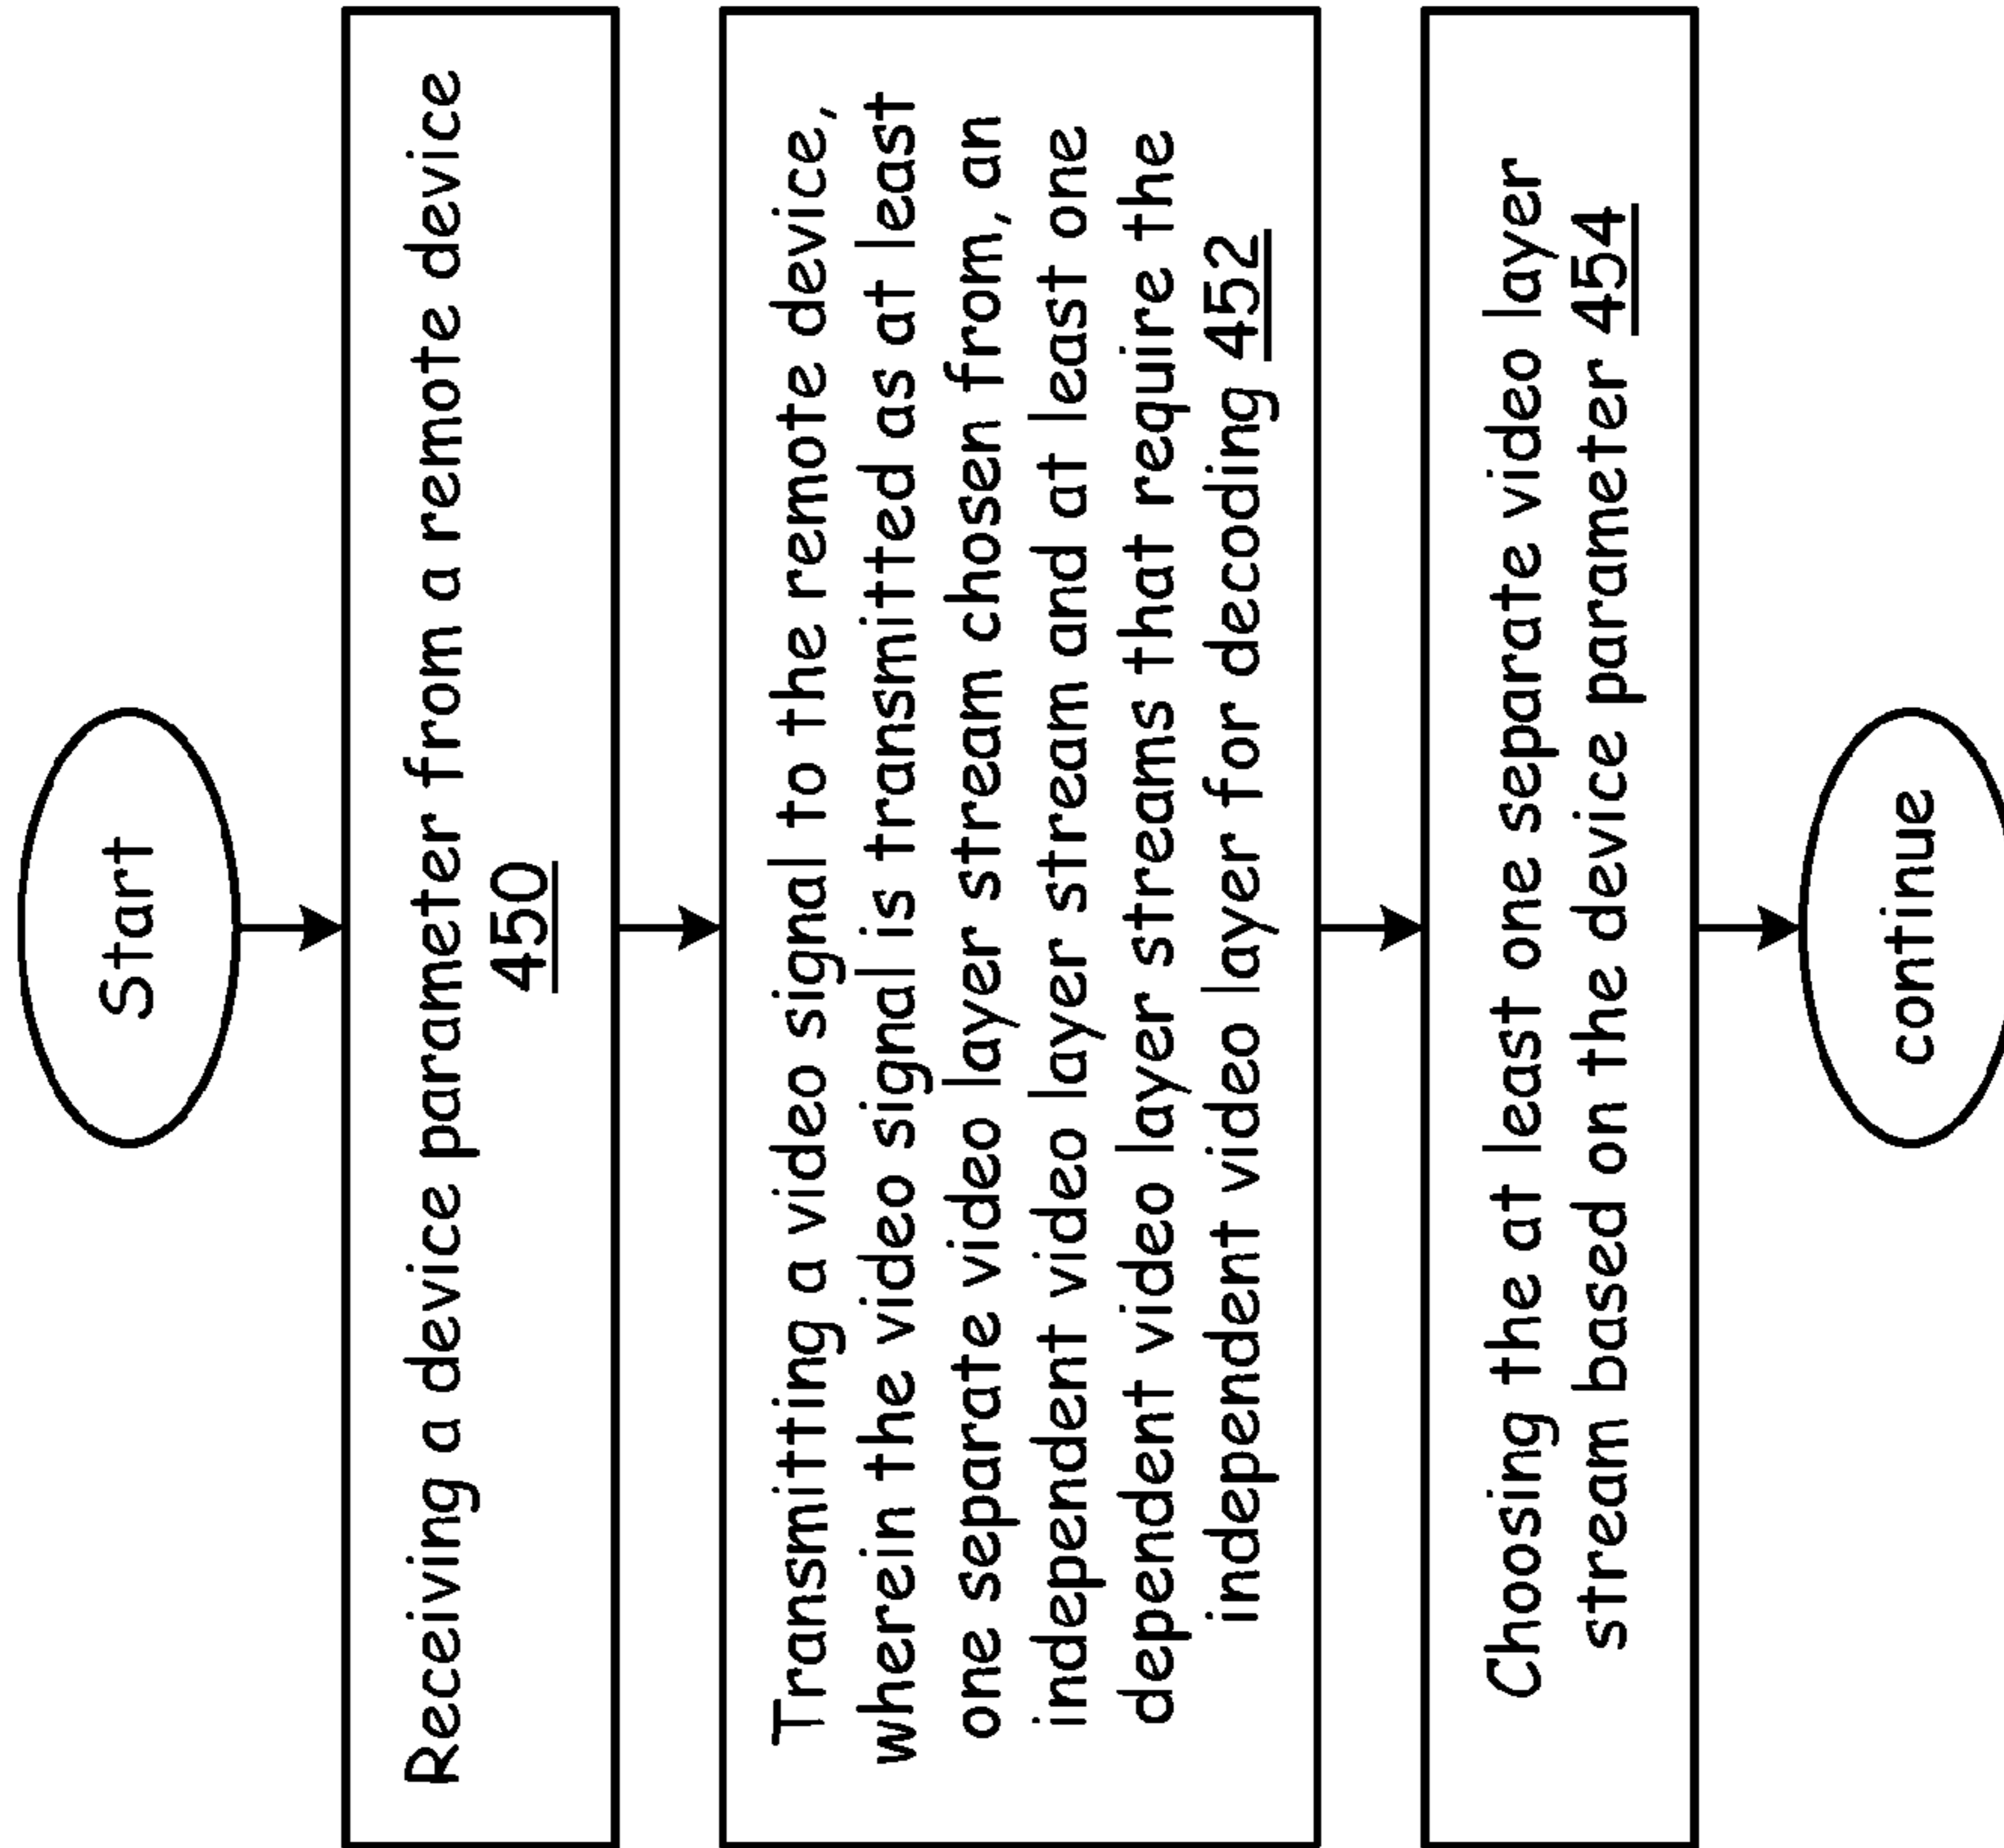 Start
Receiving a device parameter from a remote device
450
Transmitting a video signal to the remote device,
wherein the video signal is transmitted as at least
one separate video layer stream chosen from, an
independent video layer stream and at least one
dependent video layer streams that require the
independent video layer for decoding 452
Choosing the at least one separate video layer
stream based on the device parameter 454
continue